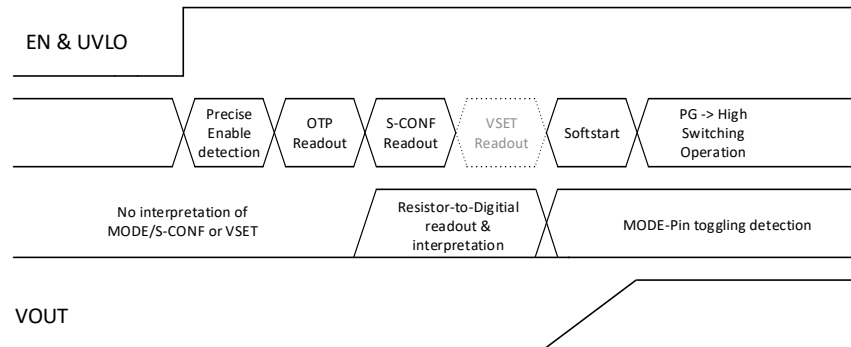 EN & UVLO
Precise
Enable
detection
OTP
Readout
S-CONF
Readout
VSET
Readout
Softstart
PG -> High
Switching
Operation
No interpretation of
MODE/S-CONF or VSET
Resistor-to-Digitial
readout &
interpretation
MODE-Pin toggling detection
VOUT